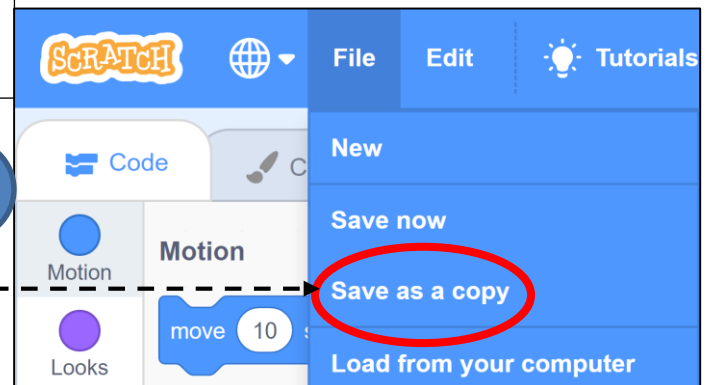 SCRATCH File Edit Tutorials
Code C
New
Save now
Motion Motion
Save as a copy
move 10 s
Looks
Load from your computer